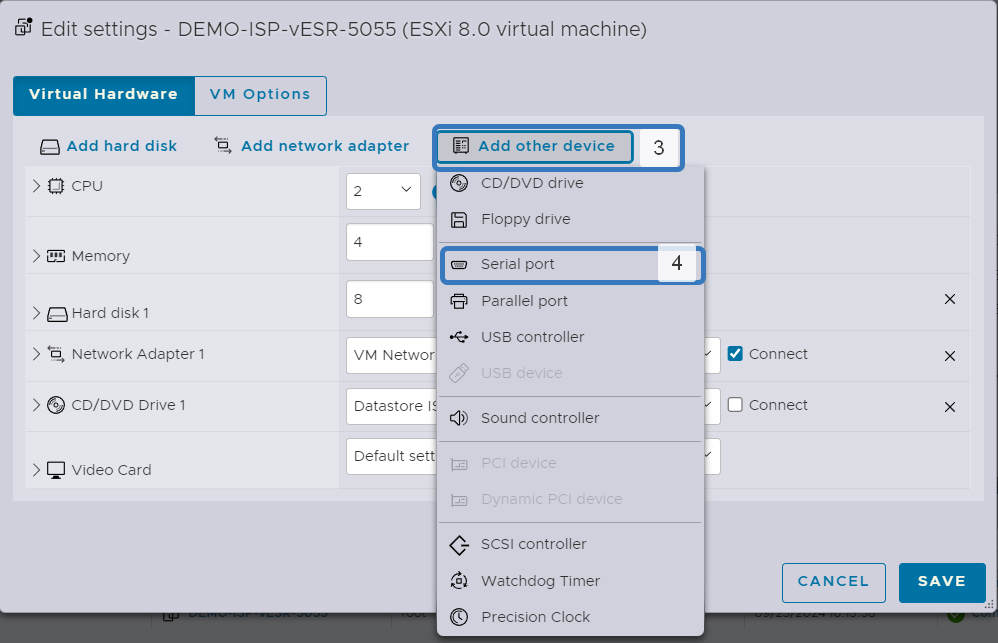 Edit settings - DEMO-ISP-vESR-5055 (ESXi 8.0 virtual machine)
Virtual Hardware VM Options
Add hard disk Add network adapter Add other device 3
CPU 2
Memory 4
Hard disk 1 8
Network Adapter 1 VM Networ Connect
CD/DVD Drive 1 Datastore IS Connect
Video Card Default sett
CD/DVD drive
Floppy drive
Serial port 4
Parallel port
USB controller
USB device
Sound controller
PCI device
Dynamic PCI device
SCSI controller
Watchdog Timer
Precision Clock
CANCEL SAVE